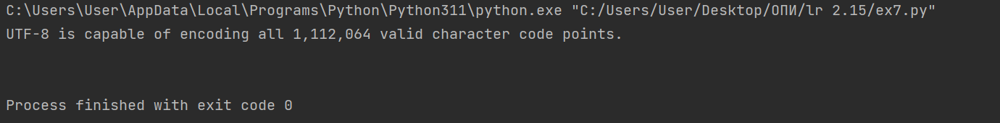 C:\Users\User\AppData\Local\Programs\Python\Python311\python.exe "C:/Users/User/Desktop/ОПИ/lr 2.15/ex7.py"
UTF-8 is capable of encoding all 1,112,064 valid character code points.
Process finished with exit code 0